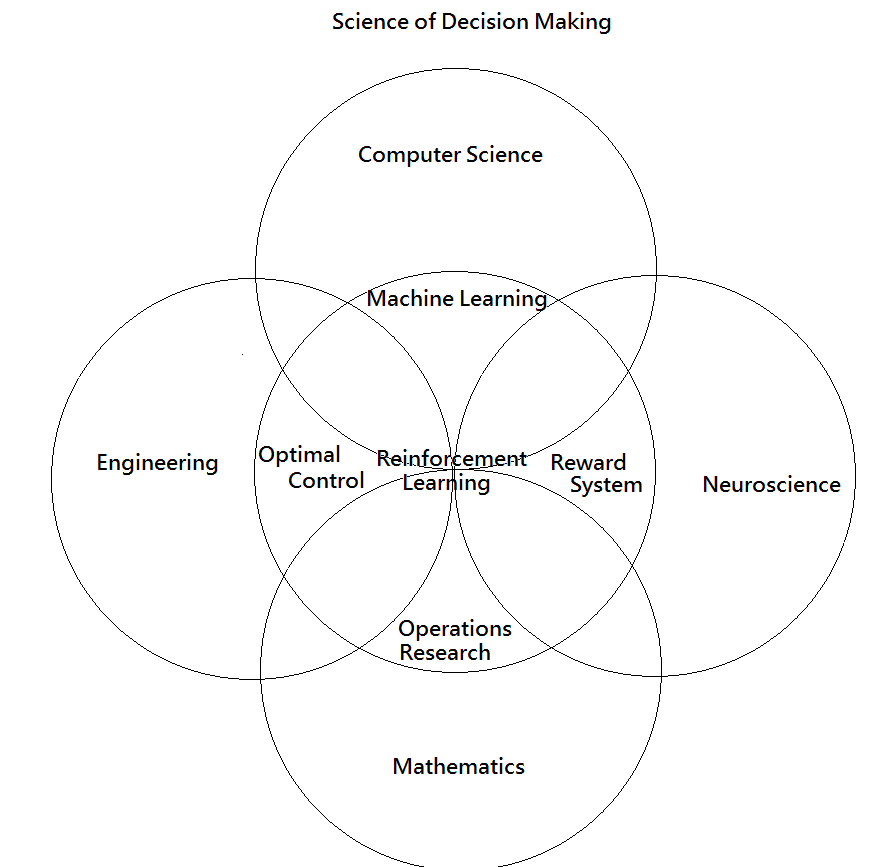 Science of Decision Making
Computer Science
Machine Learning
Engineering
Optimal
Control
Reinforcement
Learning
Reward
System
Neuroscience
Operations
Research
Mathematics